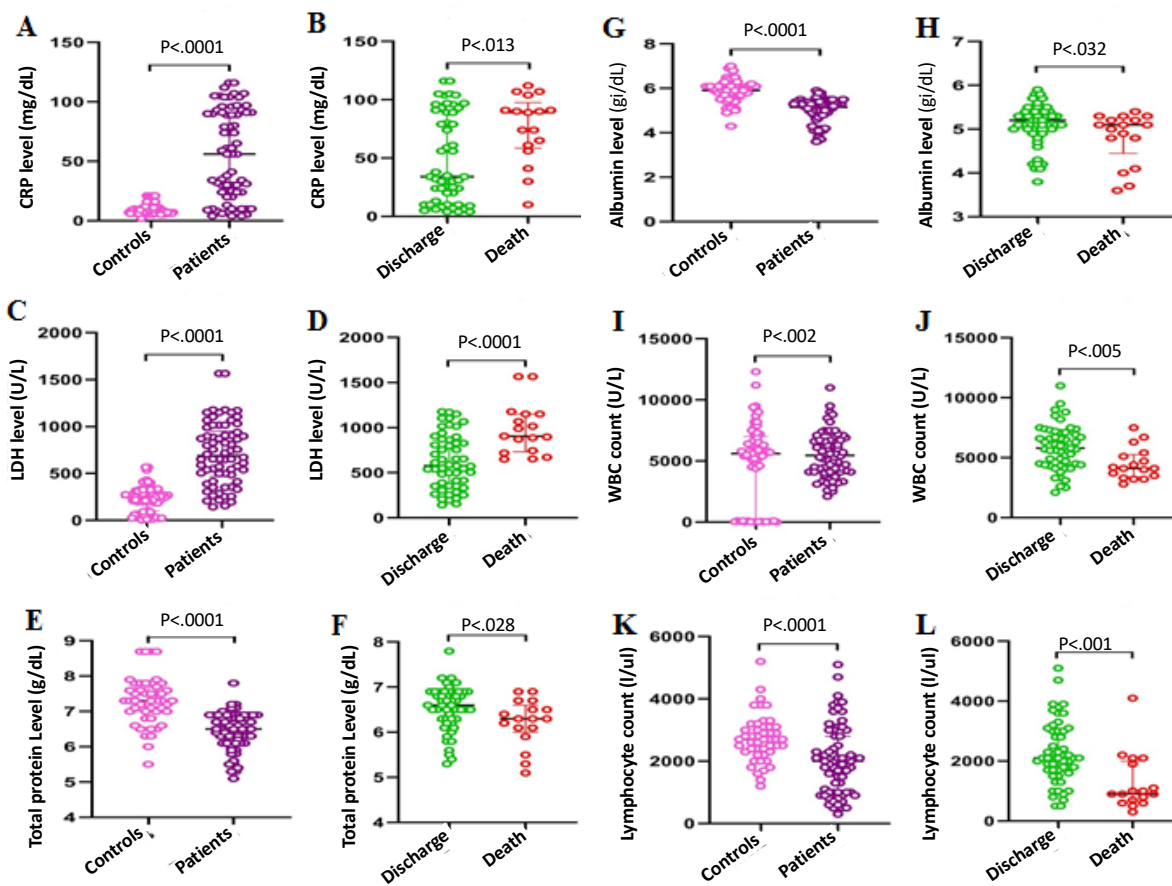 A
CRP level (mg/dL)
150
100
50
0
P<.0001
Controls
Patients
B
CRP level (mg/dL)
150
100
50
0
P<.013
Discharge
Death
G
Albumin level (gi/dL)
8
6
4
2
0
P<.0001
Controls
Patients
H
Albumin level (gi/dL)
7
6
5
4
3
P<.032
Discharge
Death
C
LDH level (U/L)
2000
1500
1000
500
0
P<.0001
Controls
Patients
D
LDH level (U/L)
2000
1500
1000
500
0
P<.0001
Discharge
Death
I
WBC count (U/L)
15000
10000
5000
0
P<.002
Controls
Patients
J
WBC count (U/L)
15000
10000
5000
0
P<.005
Discharge
Death
E
Total protein Level (g/dL)
9
8
7
6
5
4
P<.0001
Controls
Patients
F
Total protein Level (g/dL)
8
7
6
5
4
P<.028
Discharge
Death
K
Lymphocyte count (I/ul)
6000
4000
2000
0
P<.0001
Controls
Patients
L
Lymphocyte count (I/ul)
6000
4000
2000
0
P<.001
Discharge
Death